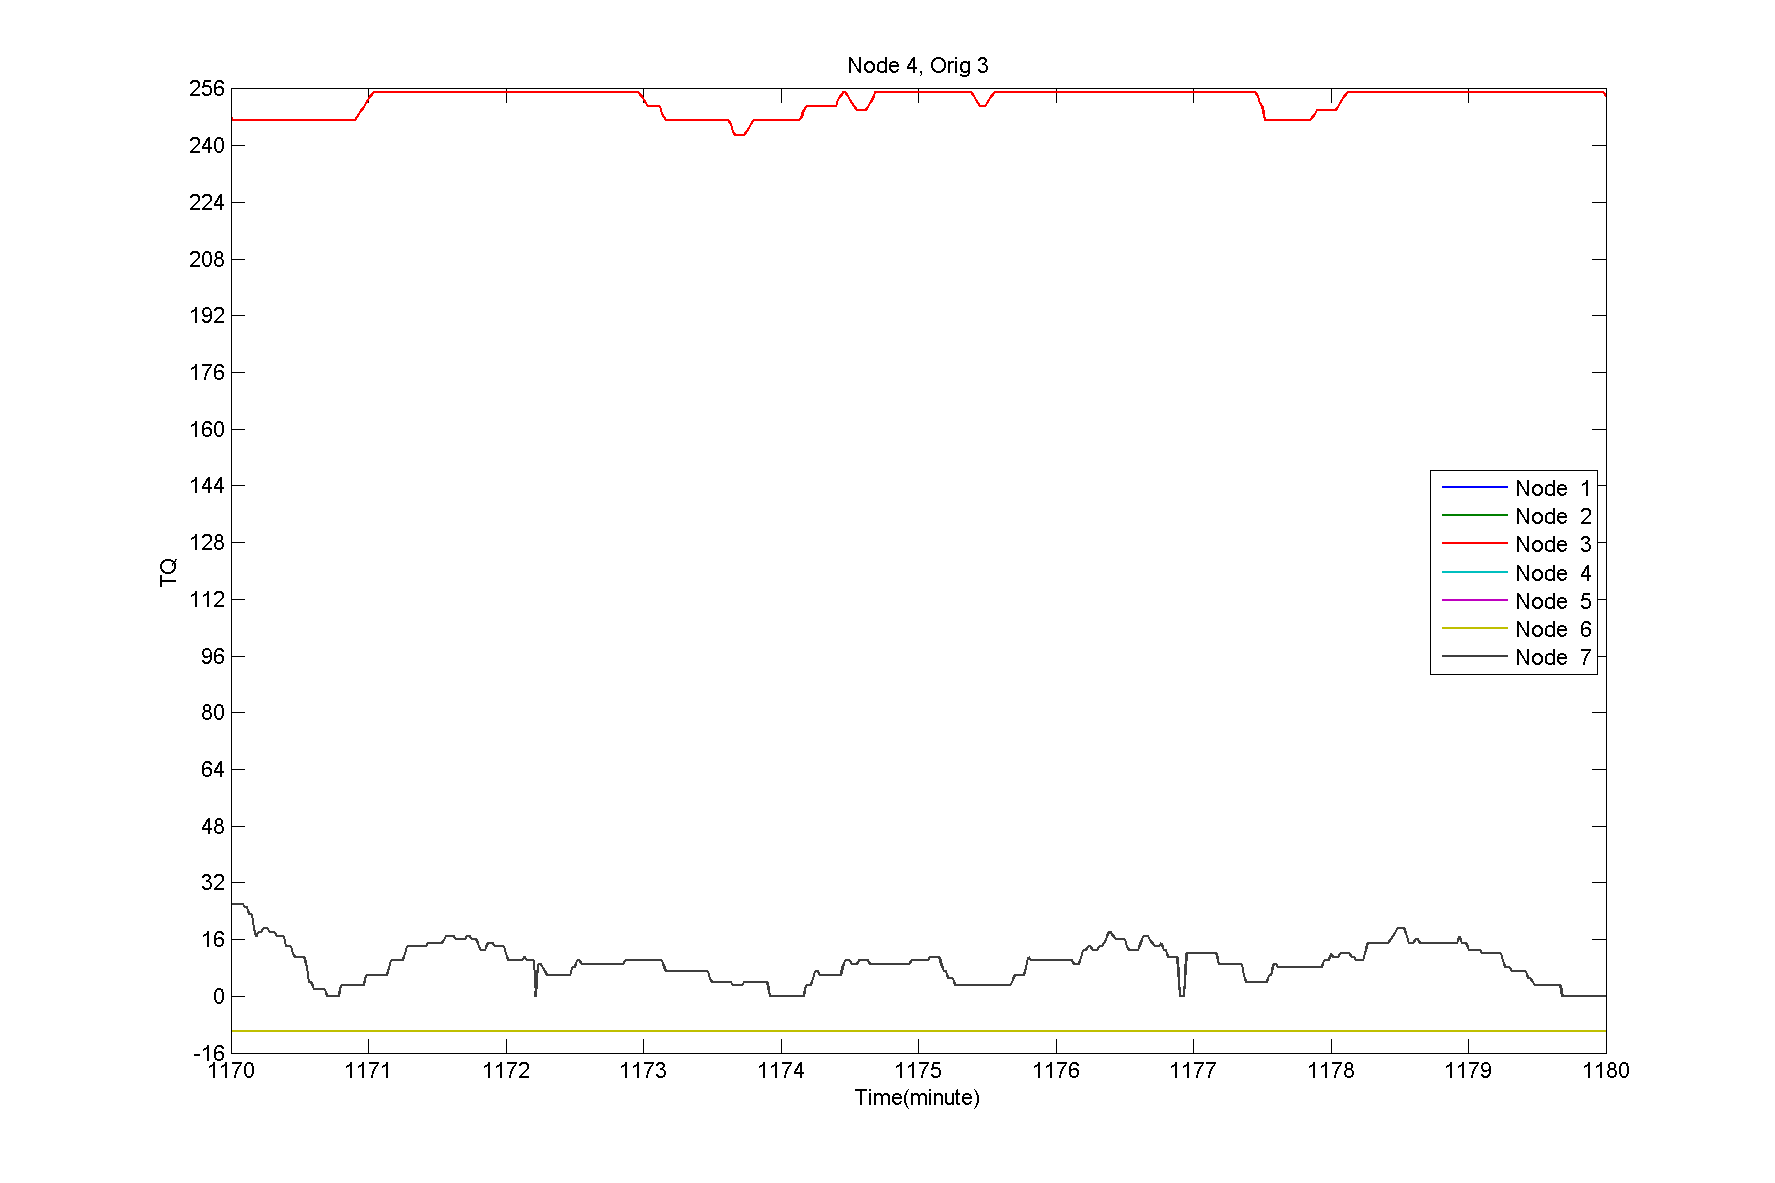 Node 4, Orig 3
256
240
224
208
192
176
160
144
128
112
96
80
64
48
32
16
0
-16
TQ
Node 1
Node 2
Node 3
Node 4
Node 5
Node 6
Node 7
1170 1171 1172 1173 1174 1175 1176 1177 1178 1179 1180
Time(minute)